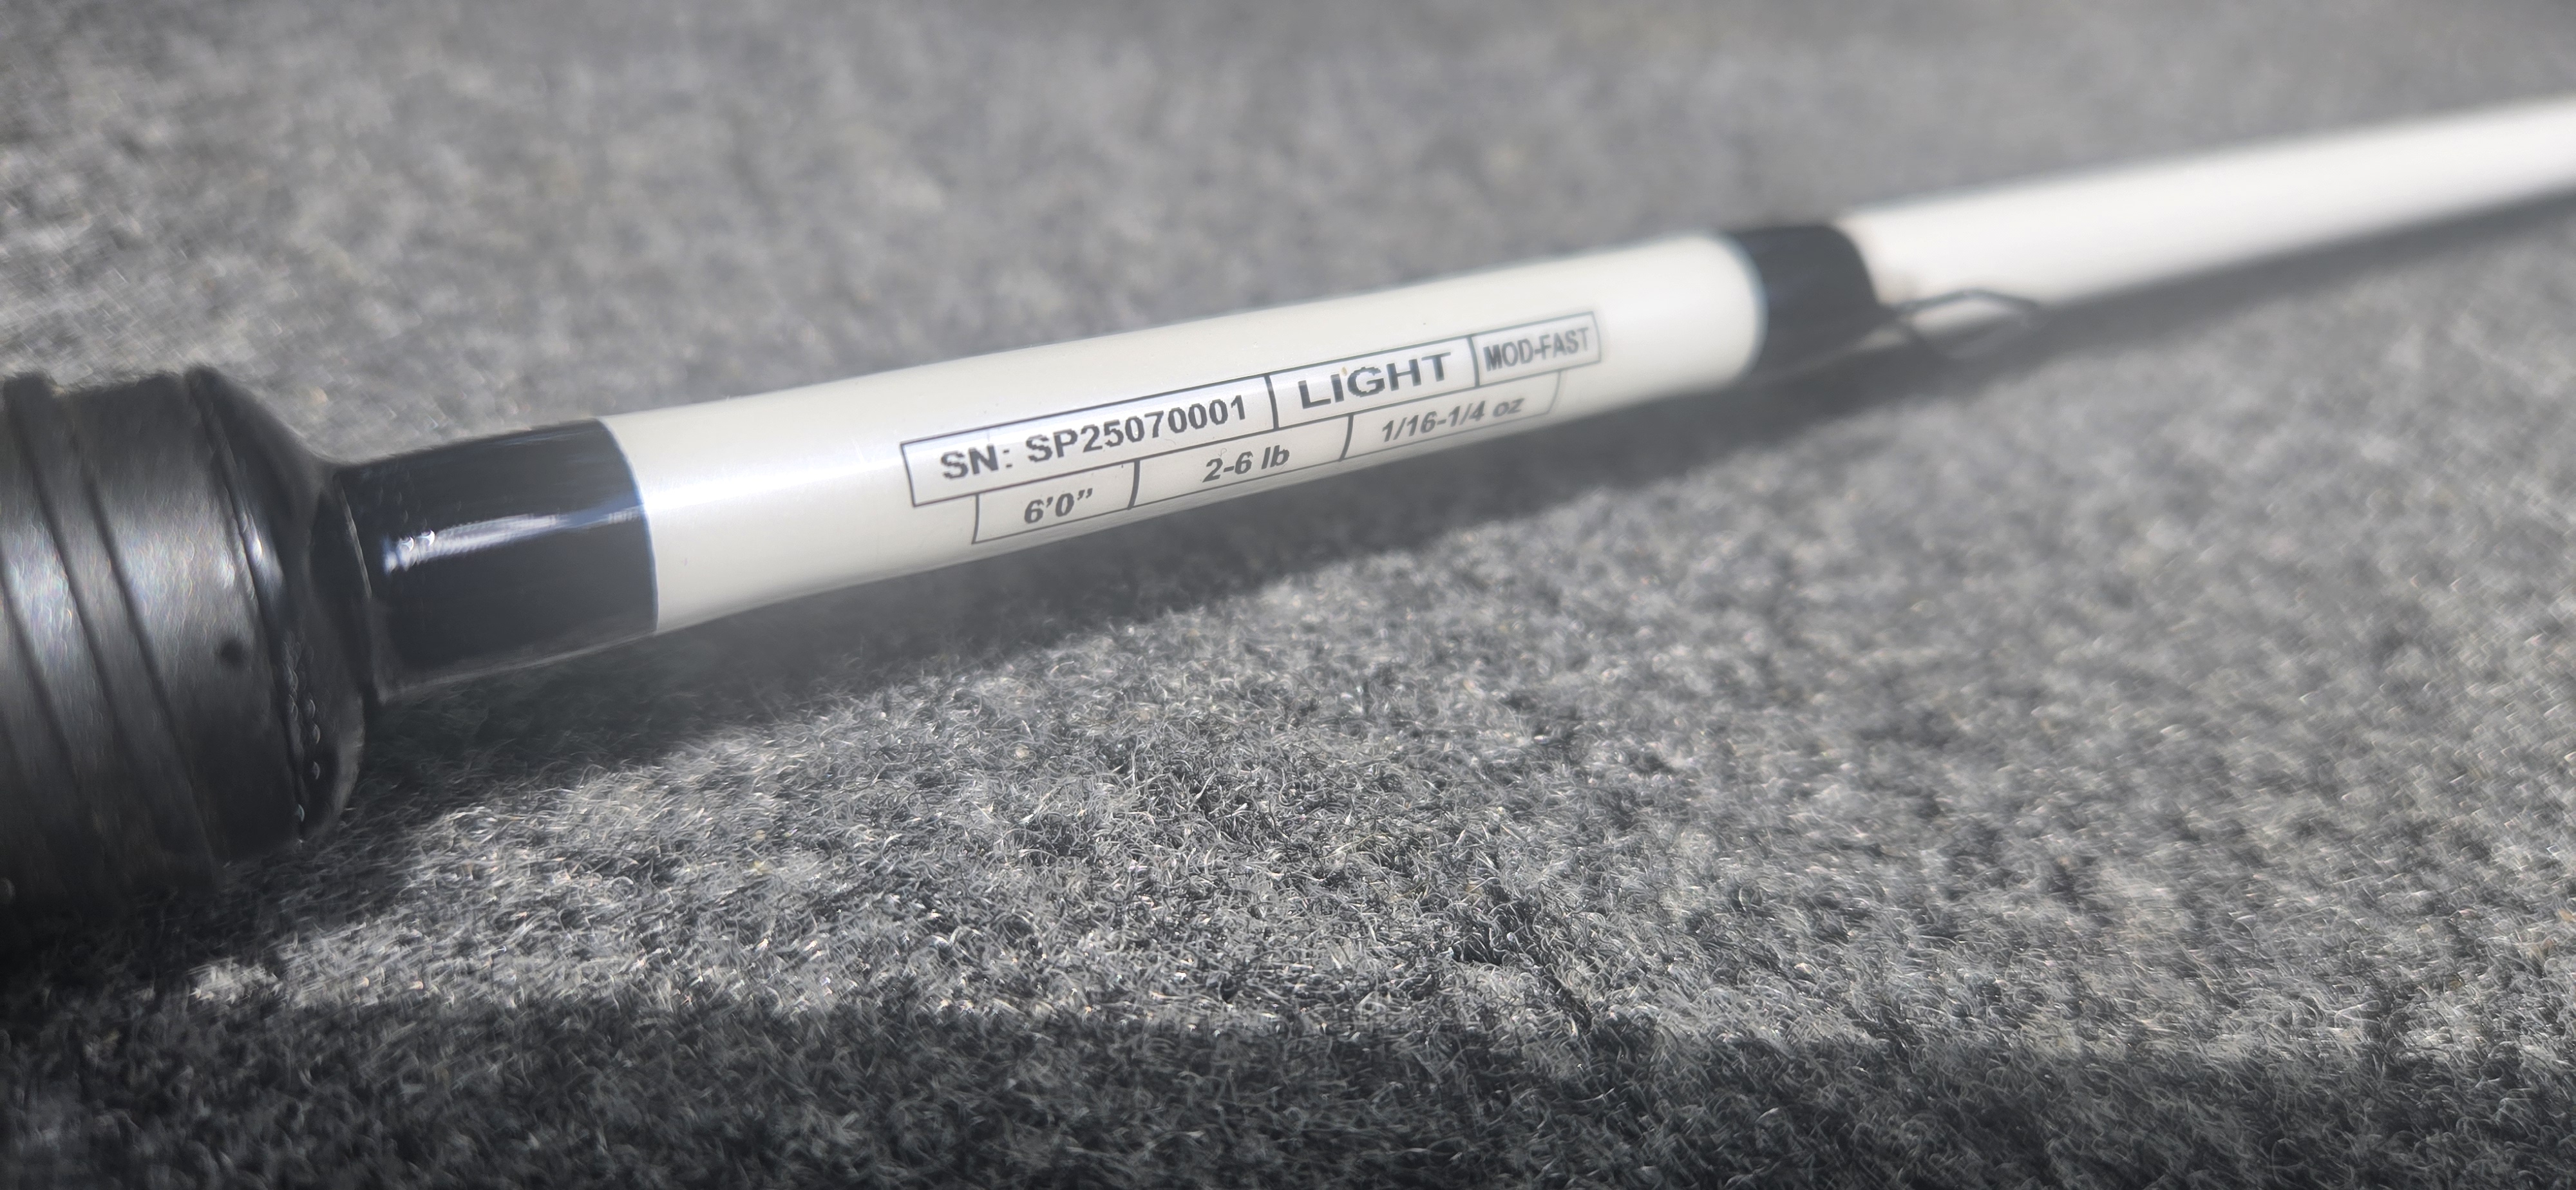 SN: SP25070001 LIGHT MOD-FAST
6'0” 2-6 lb 1/16-1/4 oz